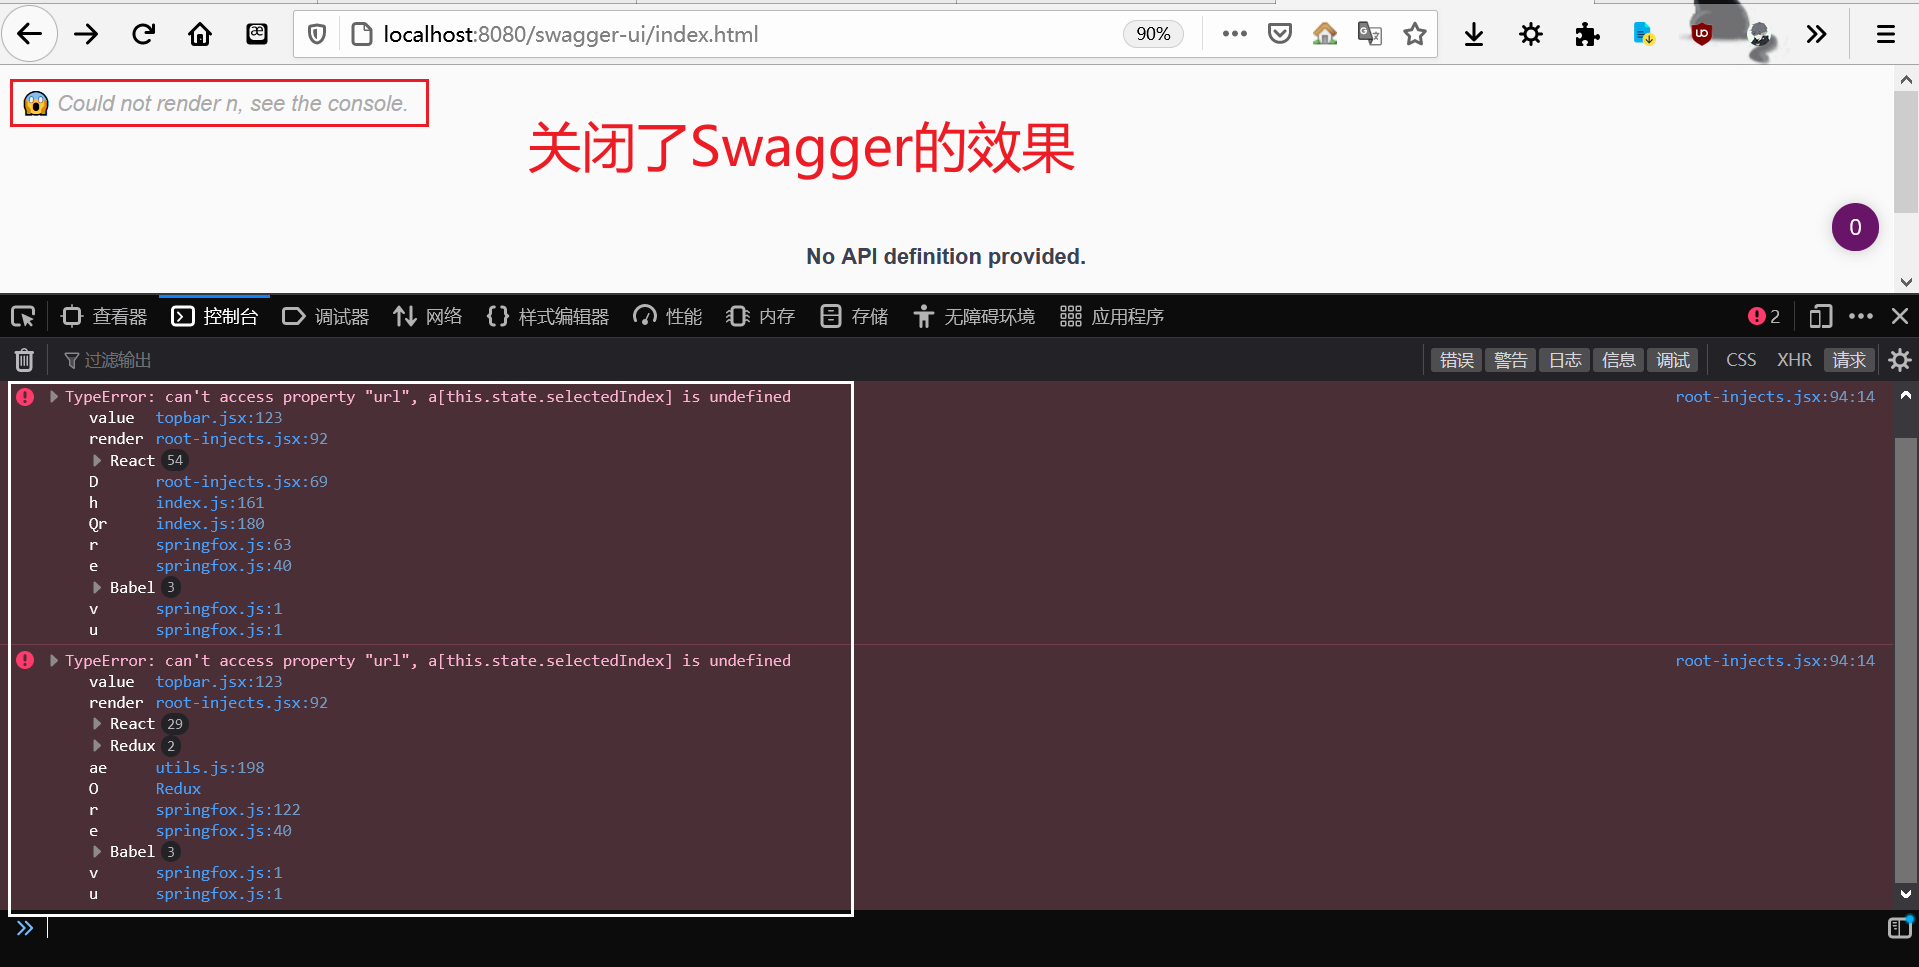 æ
localhost:8080/swagger-ui/index.html
90%
Could not render n, see the console.
关闭了Swagger的效果
0
No API definition provided.
查看器 控制台 调试器 网络 样式编辑器 性能 内存 存储 无障碍环境 应用程序 2
过滤输出 错误 警告 日志 信息 调试 CSS XHR 请求
TypeError: can't access property "url", a[this.state.selectedIndex] is undefined root-injects.jsx:94:14
value topbar.jsx:123
render root-injects.jsx:92
React 54
D root-injects.jsx:69
h index.js:161
Qr index.js:180
r springfox.js:63
e springfox.js:40
Babel 3
v springfox.js:1
u springfox.js:1
TypeError: can't access property "url", a[this.state.selectedIndex] is undefined root-injects.jsx:94:14
value topbar.jsx:123
render root-injects.jsx:92
React 29
Redux 2
ae utils.js:198
O Redux
r springfox.js:122
e springfox.js:40
Babel 3
v springfox.js:1
u springfox.js:1